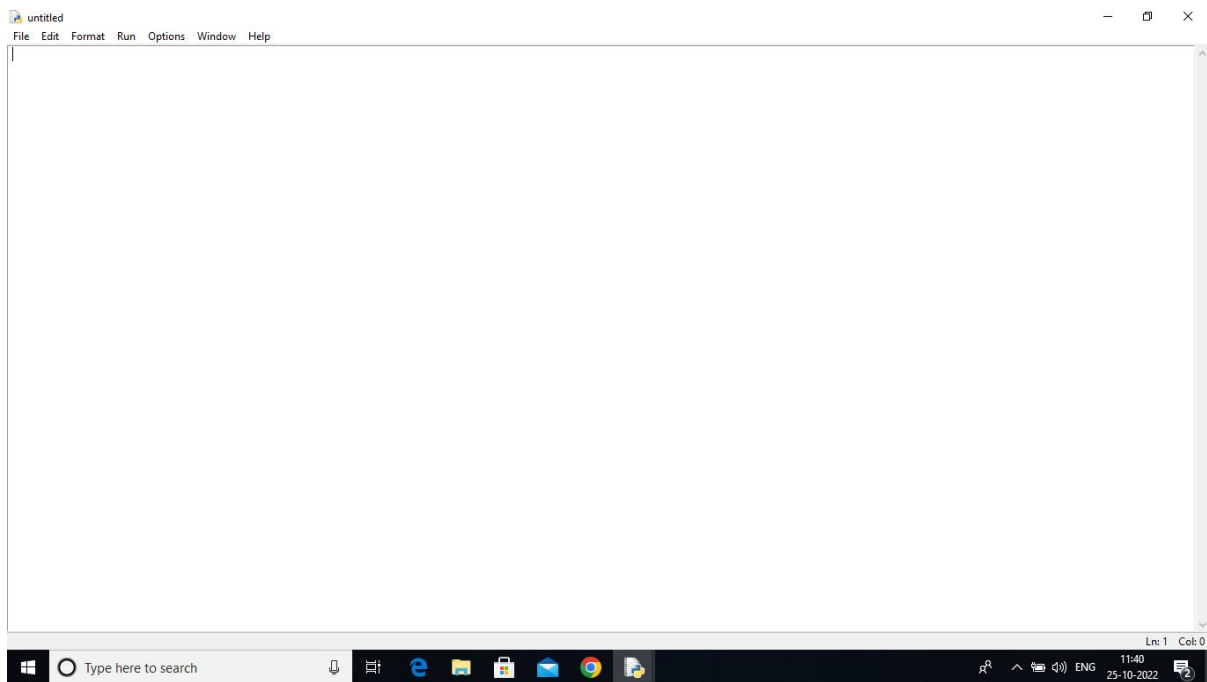 untitled
File Edit Format Run Options Window Help
Ln: 1 Col: 0
Type here to search
ENG
11:40
25-10-2022
2